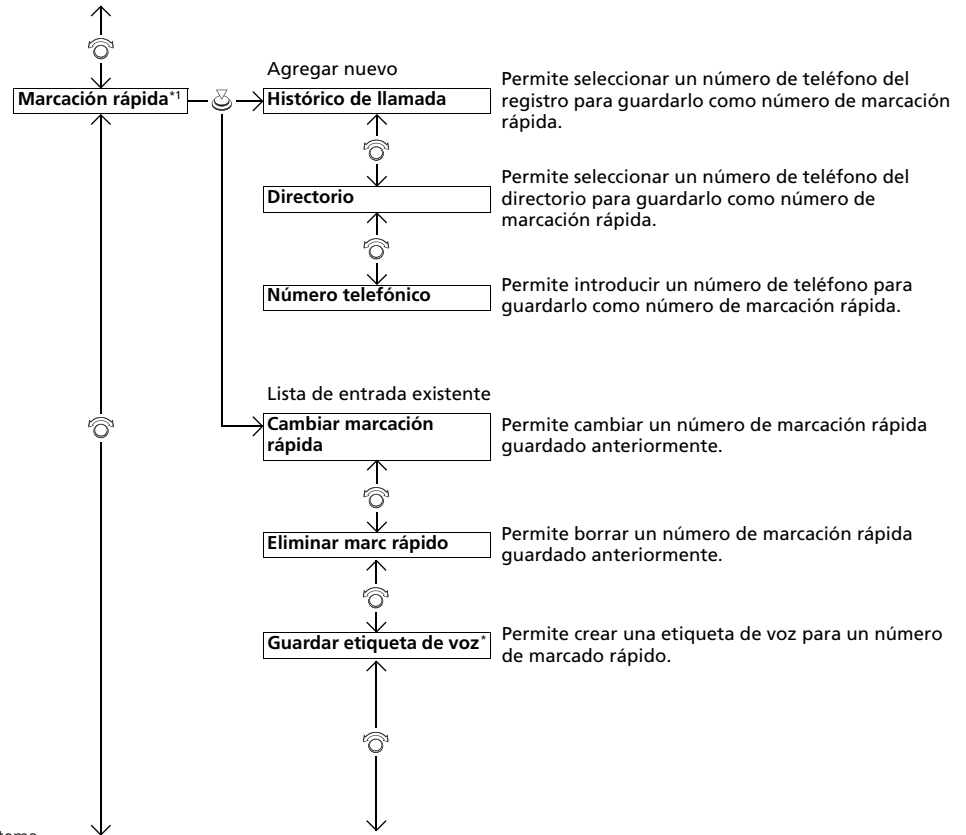 Marcación rápida*1
Agregar nuevo
Histórico de llamada
Permite seleccionar un número de teléfono del
registro para guardarlo como número de marcación
rápida.
Directorio
Permite seleccionar un número de teléfono del
directorio para guardarlo como número de
marcación rápida.
Número telefónico
Permite introducir un número de teléfono para
guardarlo como número de marcación rápida.
Lista de entrada existente
Cambiar marcación
rápida
Permite cambiar un número de marcación rápida
guardado anteriormente.
Eliminar marc rápido
Permite borrar un número de marcación rápida
guardado anteriormente.
Guardar etiqueta de voz*
Permite crear una etiqueta de voz para un número
de marcado rápido.